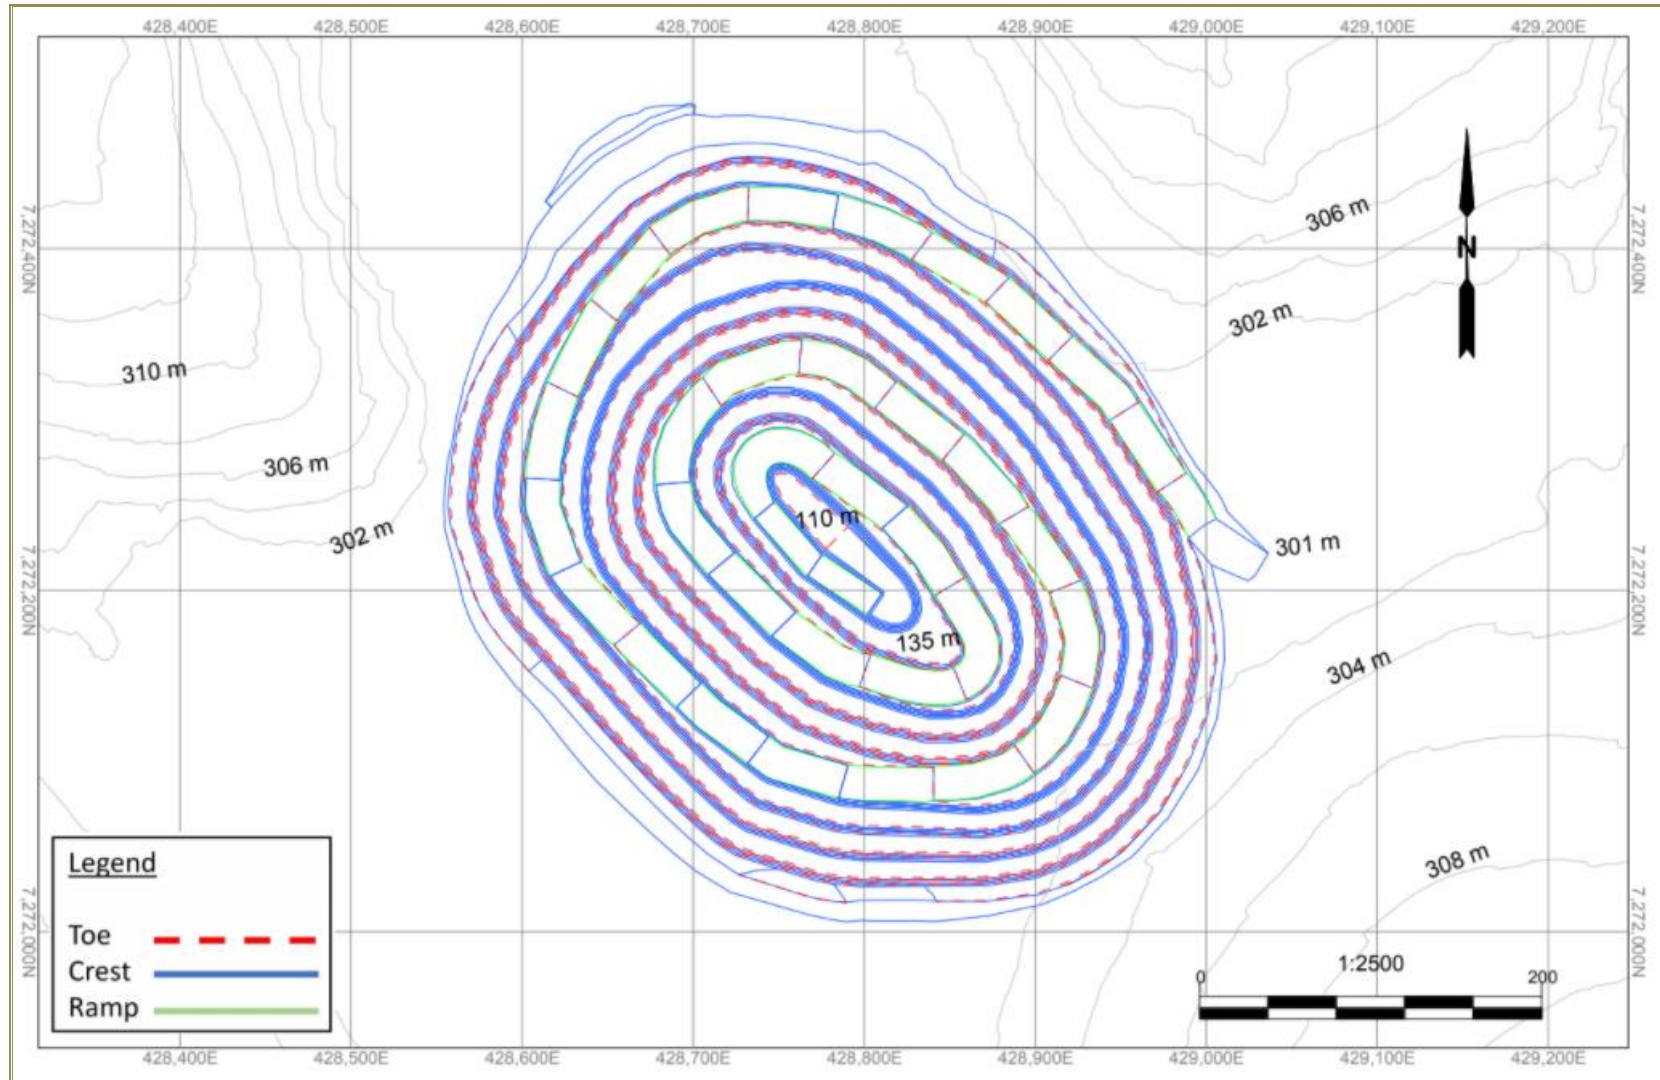 428,400E 428,500E 428,600E 428,700E 428,800E 428,900E 429,000E 429,100E 429,200E
7,272,400N
7,272,400N
306 m
N
302 m
310 m
306 m
302 m
110 m
301 m
7,272,200N
7,272,200N
135 m
304 m
308 m
Legend
Toe
Crest
Ramp
7,272,000N
7,272,000N
1:2500
0 200
428,400E 428,500E 428,600E 428,700E 428,800E 428,900E 429,000E 429,100E 429,200E